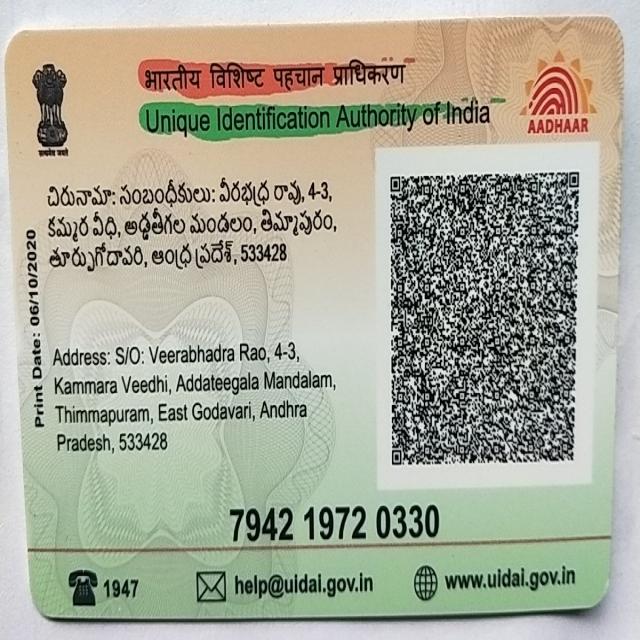 भारतीय विशिष्ट पहचान प्राधिकरण
Unique Identification Authority of India
AADHAAR
सत्यमेव जयते
చిరునామా: సంబంధీకులు: వీరభద్ర రావు, 4-3,
కమ్మర వీధి, అడ్డతీగల మండలం, తిమ్మాపురం,
తూర్పుగోదావరి, ఆంధ్ర ప్రదేశ్, 533428
Print Date: 06/10/2020
Address: S/O: Veerabhadra Rao, 4-3,
Kammara Veedhi, Addateegala Mandalam,
Thimmapuram, East Godavari, Andhra
Pradesh, 533428
7942 1972 0330
1947
help@uidai.gov.in
www.uidai.gov.in